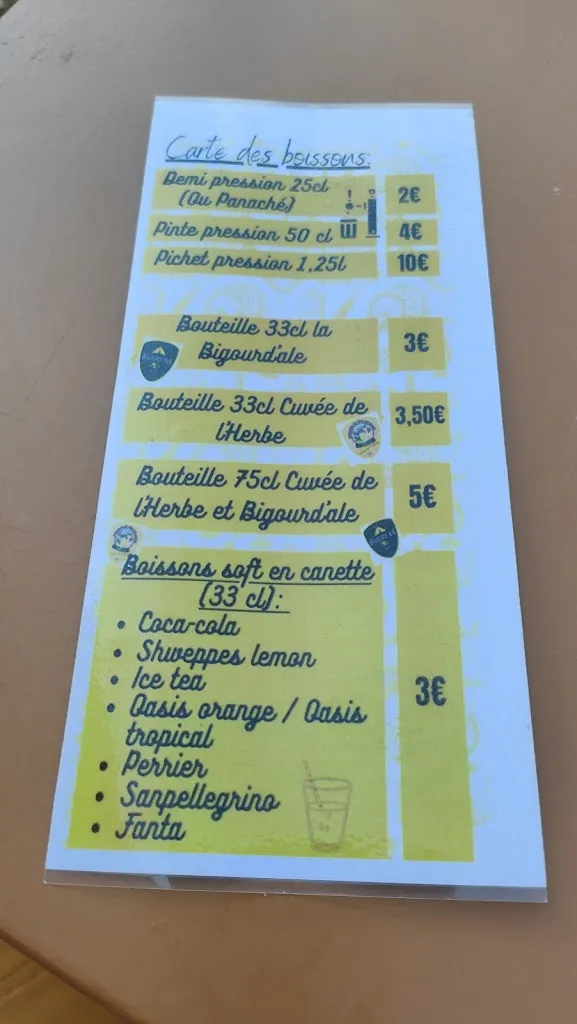 Carte des boissons:
Demi pression 25cl
(Ou Panaché)
2€
Pinte pression 50 cl
4€
Pichet pression 1,25l
10€
Bouteille 33cl la
Bigourd'ale
3€
Bouteille 33cl Cuvée de
l'Herbe
3,50€
Bouteille 75cl Cuvée de
l'Herbe et Bigourd'ale
5€
Boissons soft en canette
(33 cl):
• Coca-cola
• Shweppes lemon
• Ice tea
• Oasis orange / Oasis
tropical
• Perrier
• Sanpellegrino
• Fanta
3€